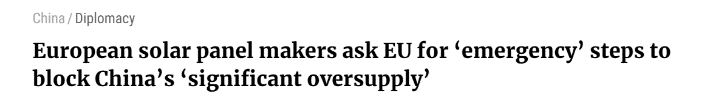 China / Diplomacy
European solar panel makers ask EU for ‘emergency’ steps to
block China’s ‘significant oversupply’